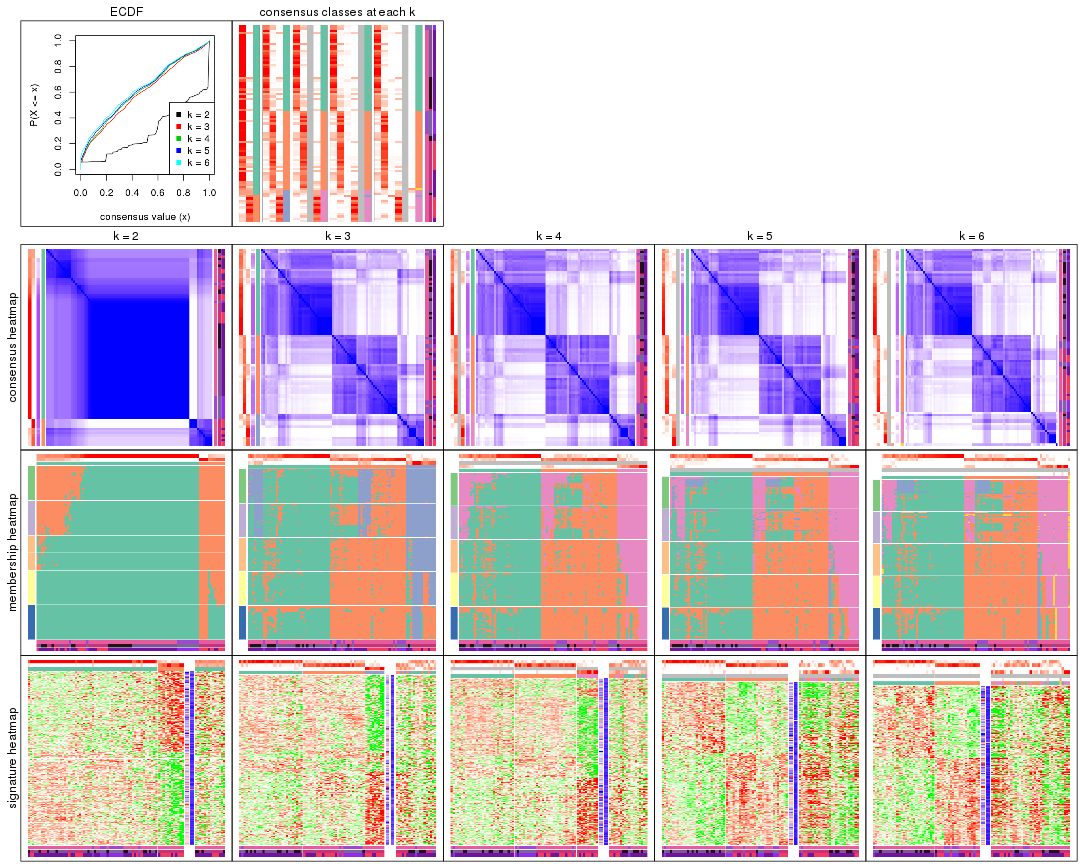 ECDF
consensus classes at each k
P(X <= x)
0.0
0.2
0.4
0.6
0.8
1.0
k = 2
k = 3
k = 4
k = 5
k = 6
0.0 0.2 0.4 0.6 0.8 1.0
consensus value (x)
k = 2
k = 3
k = 4
k = 5
k = 6
consensus heatmap
membership heatmap
signature heatmap